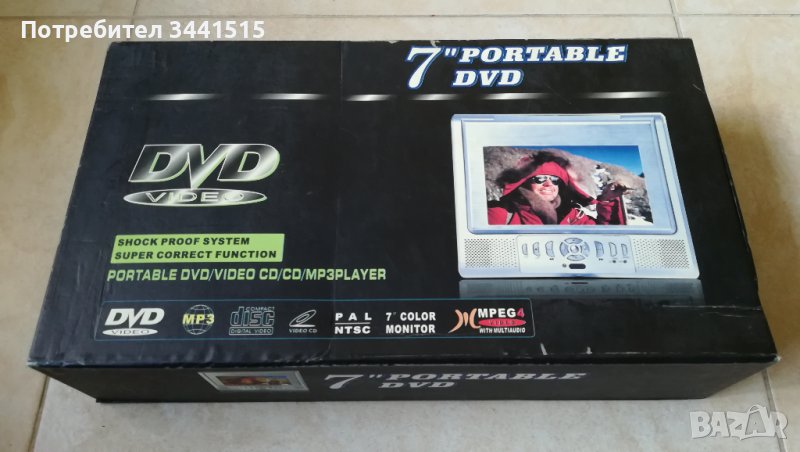 Потребител 3441515
7" PORTABLE
DVD
DVD
VIDEO
SHOCK PROOF SYSTEM
SUPER CORRECT FUNCTION
PORTABLE DVD/VIDEO CD/CD/MP3PLAYER
DVD
VIDEO
MP3
COMPACT
disc
DIGITAL VIDEO
VIDEO CD
PAL
NTSC
7" COLOR
MONITOR
MPEG4
VIDEO
WITH MULTIAUDIO
7" PORTABLE
DVD
BAZAR